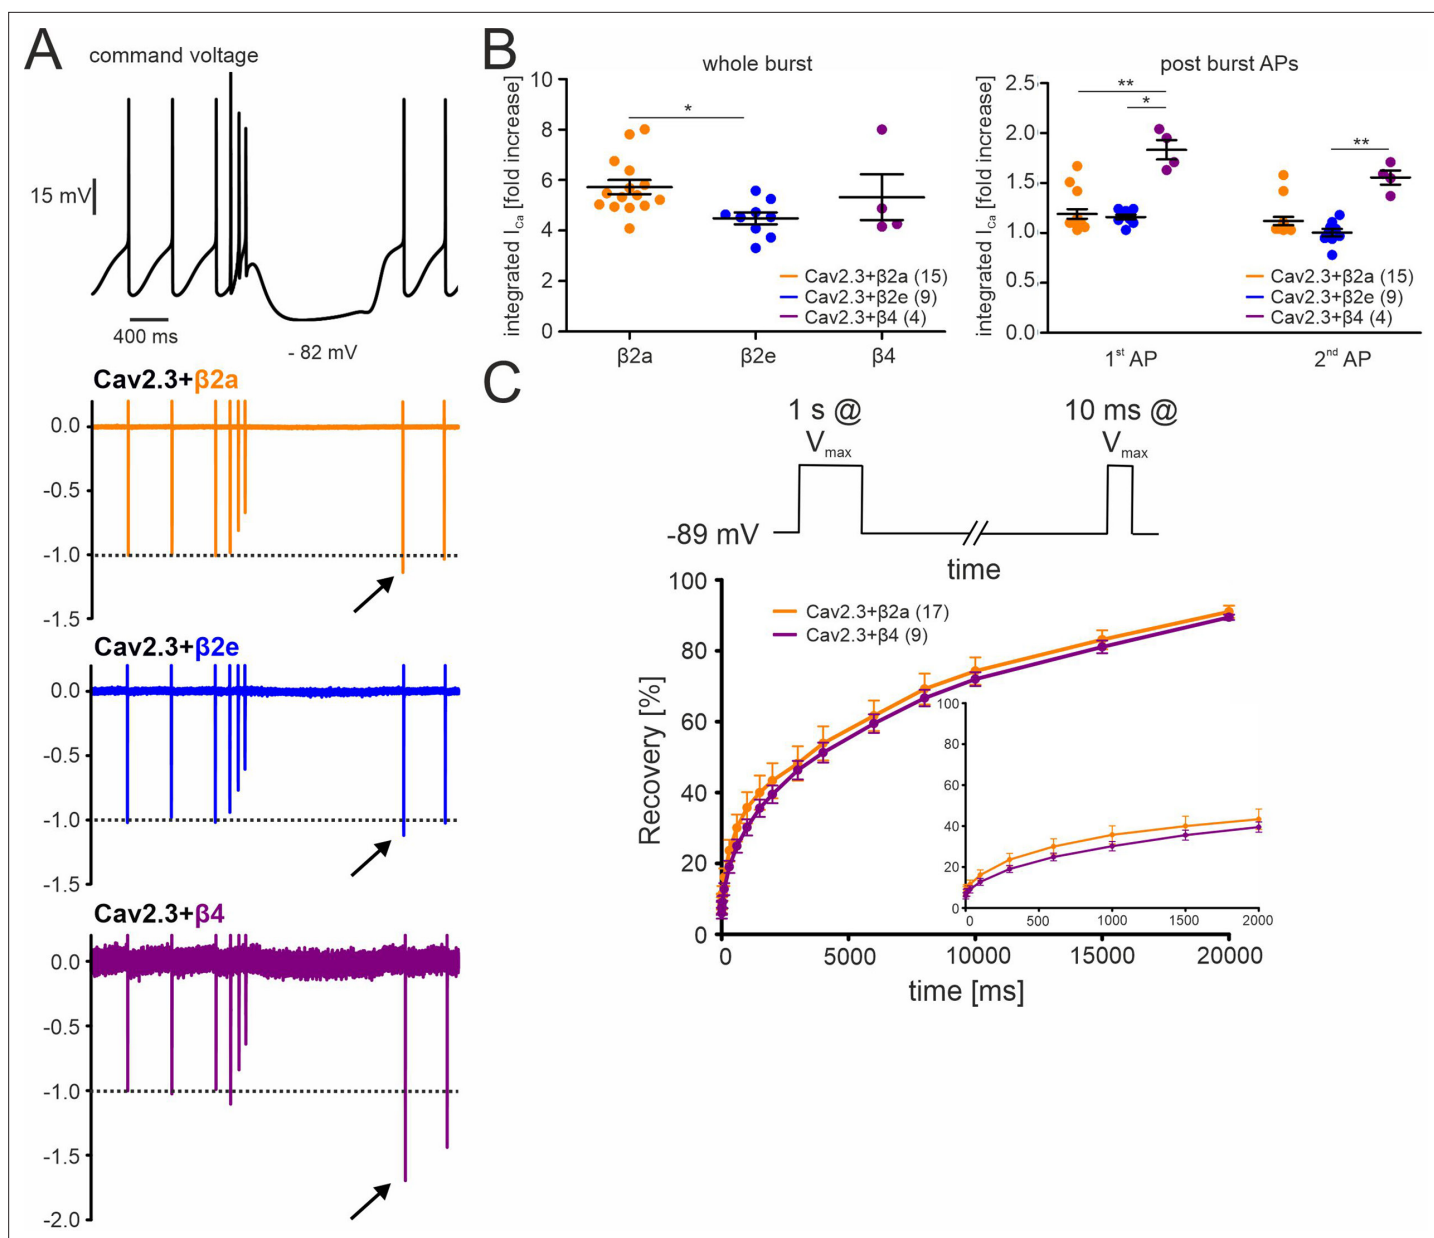 A
command voltage
15 mV
400 ms
- 82 mV
Cav2.3+β2a
0.0
-0.5
-1.0
-1.5
Cav2.3+β2e
0.0
-0.5
-1.0
-1.5
Cav2.3+β4
0.0
-0.5
-1.0
-1.5
-2.0
B
whole burst
integrated I_Ca [fold increase]
10
8
6
4
2
0
*
Cav2.3+β2a (15)
Cav2.3+β2e (9)
Cav2.3+β4 (4)
β2a
β2e
β4
post burst APs
integrated I_Ca [fold increase]
2.5
2.0
1.5
1.0
0.5
0.0
**
*
**
Cav2.3+β2a (15)
Cav2.3+β2e (9)
Cav2.3+β4 (4)
1st AP
2nd AP
C
1 s @
Vmax
10 ms @
Vmax
-89 mV
time
Recovery [%]
100
80
60
40
20
0
Cav2.3+β2a (17)
Cav2.3+β4 (9)
100
80
60
40
20
0
0
500
1000
1500
2000
0
5000
10000
15000
20000
time [ms]